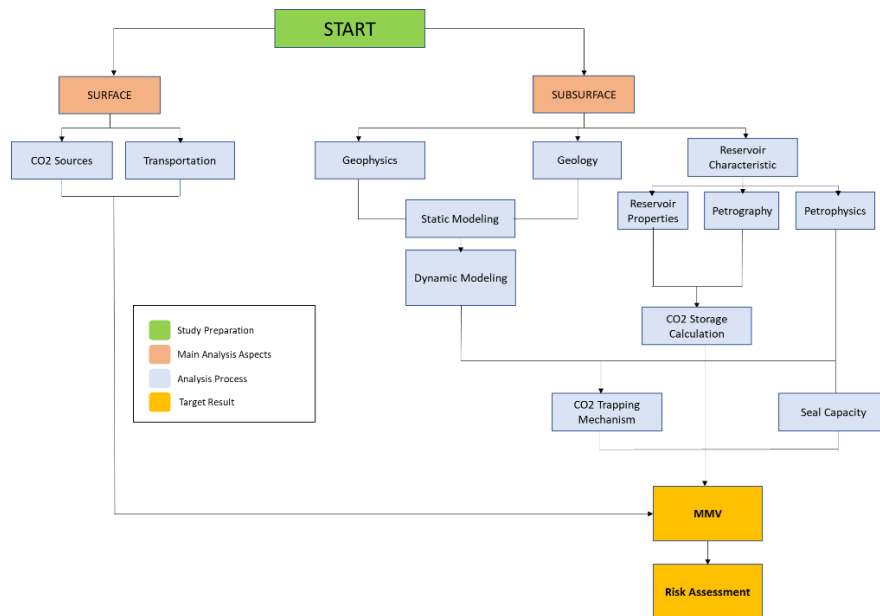 START
SURFACE
SUBSURFACE
CO2 Sources
Transportation
Geophysics
Geology
Reservoir
Characteristic
Reservoir
Properties
Petrography
Petrophysics
Static Modeling
Dynamic Modeling
CO2 Storage
Calculation
Study Preparation
Main Analysis Aspects
Analysis Process
Target Result
CO2 Trapping
Mechanism
Seal Capacity
MMV
Risk Assessment